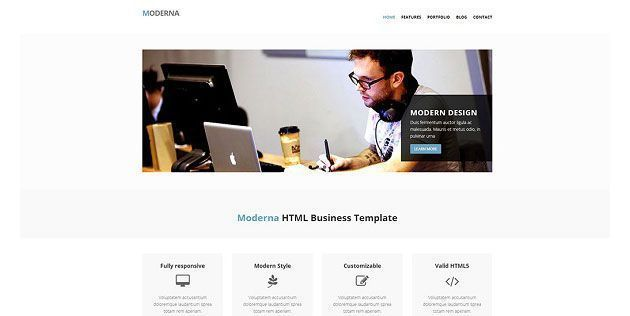 MODERNA
HOME FEATURES PORTFOLIO BLOG CONTACT
MODERN DESIGN
Duis fermentum auctor ligula ac
malesuada. Mauris et metus odio, in
pulvinar urna
LEARN MORE
Moderna HTML Business Template
Fully responsive
Modern Style
Customizable
Valid HTML5
Voluptatem accusantium
doloremque laudantium sprea
totam rem aperiam.
Voluptatem accusantium
doloremque laudantium sprea
totam rem aperiam.
Voluptatem accusantium
doloremque laudantium sprea
totam rem aperiam.
Voluptatem accusantium
doloremque laudantium sprea
totam rem aperiam.